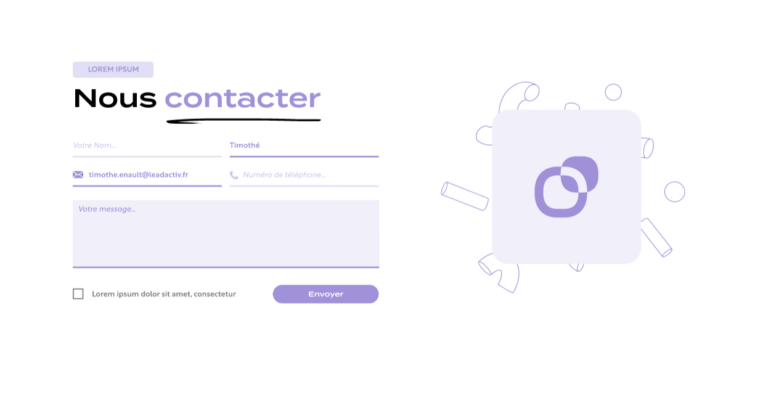 LOREM IPSUM
Nous contacter
Votre Nom...
Timothé
timothe.enault@leadactiv.fr
Numéro de téléphone...
Votre message...
Lorem ipsum dolor sit amet, consectetur
Envoyer